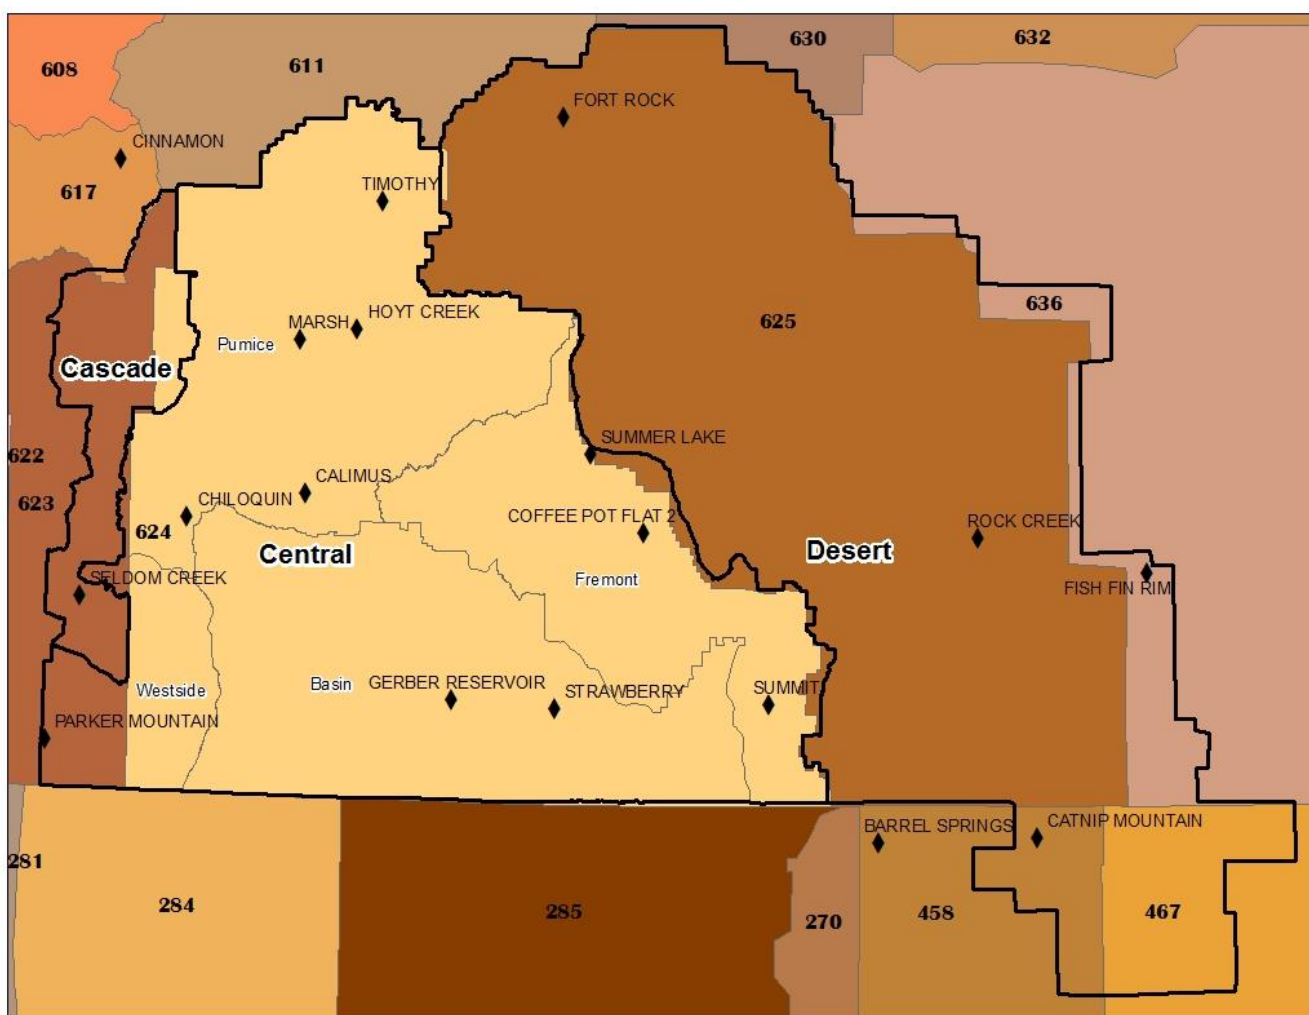 630
632
608
611
FORT ROCK
CINNAMON
617
TIMOTHY
636
HOYT CREEK
MARSH
625
Pumice
Cascade
SUMMER LAKE
622
CALIMUS
623
CHILOQUIN
COFFEE POT FLAT 2
ROCK CREEK
624
Central
Desert
SELDOM CREEK
Fremont
FISH FIN RIM
Westside
Basin
GERBER RESERVOIR
STRAWBERRY
SUMMIT
PARKER MOUNTAIN
BARREL SPRINGS
CATNIP MOUNTAIN
281
284
285
270
458
467